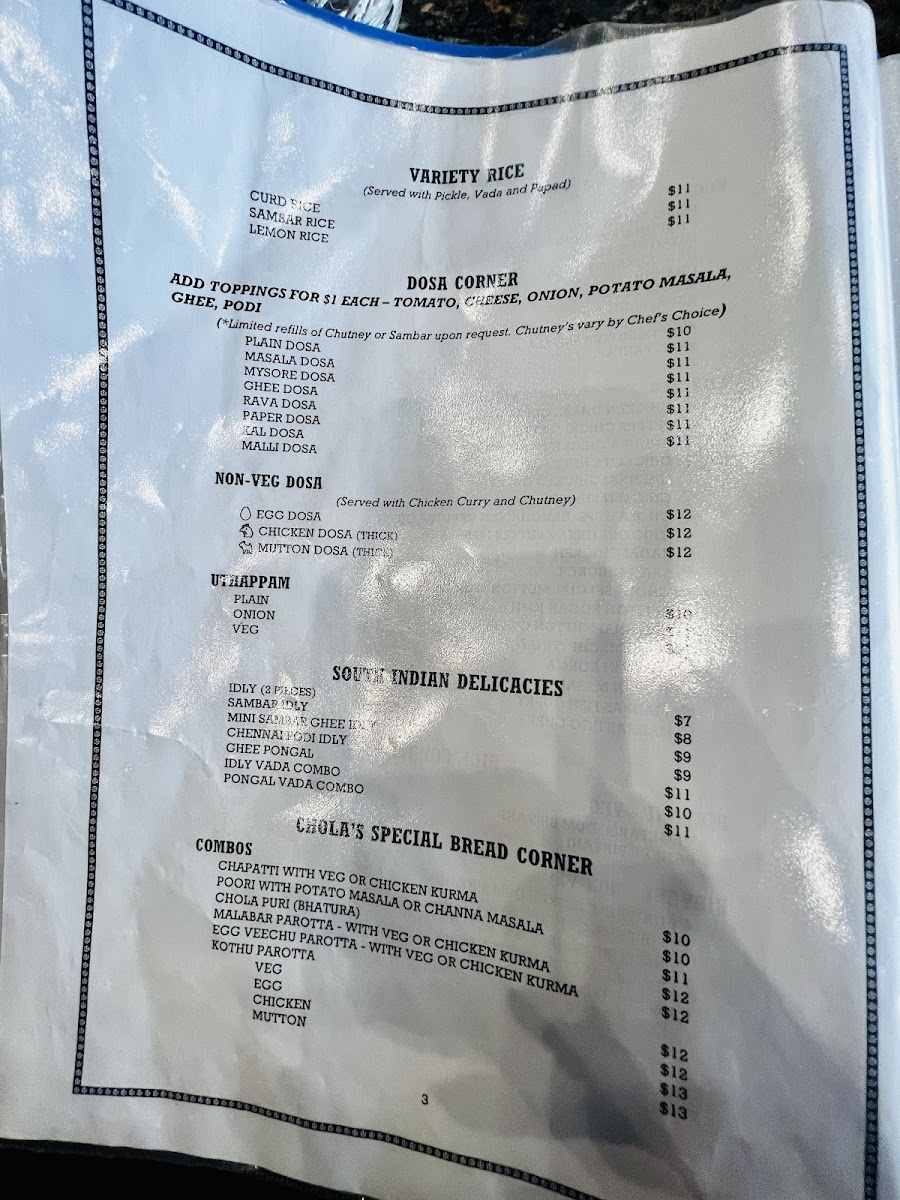 VARIETY RICE
(Served with Pickle, Vada and Papad)
CURD RICE $11
SAMBAR RICE $11
LEMON RICE $11
DOSA CORNER
ADD TOPPINGS FOR $1 EACH – TOMATO, CHEESE, ONION, POTATO MASALA,
GHEE, PODI
(*Limited refills of Chutney or Sambar upon request. Chutney's vary by Chef's Choice)
PLAIN DOSA $10
MASALA DOSA $11
MYSORE DOSA $11
GHEE DOSA $11
RAVA DOSA $11
PAPER DOSA $11
KAL DOSA $11
MALLI DOSA $11
NON-VEG DOSA
(Served with Chicken Curry and Chutney)
EGG DOSA $12
CHICKEN DOSA (THICK) $12
MUTTON DOSA (THICK) $12
UTHAPPAM
PLAIN $10
ONION
VEG
SOUTH INDIAN DELICACIES
IDLY (2 PIECES) $7
SAMBAR IDLY $8
MINI SAMBAR GHEE IDLY $9
CHENNAI PODI IDLY $9
GHEE PONGAL $11
IDLY VADA COMBO $10
PONGAL VADA COMBO $11
CHOLA'S SPECIAL BREAD CORNER
COMBOS
CHAPATTI WITH VEG OR CHICKEN KURMA $10
POORI WITH POTATO MASALA OR CHANNA MASALA $10
CHOLA PURI (BHATURA) $11
MALABAR PAROTTA - WITH VEG OR CHICKEN KURMA $12
EGG VEECHU PAROTTA - WITH VEG OR CHICKEN KURMA $12
KOTHU PAROTTA
VEG $12
EGG $12
CHICKEN $13
MUTTON $13
3